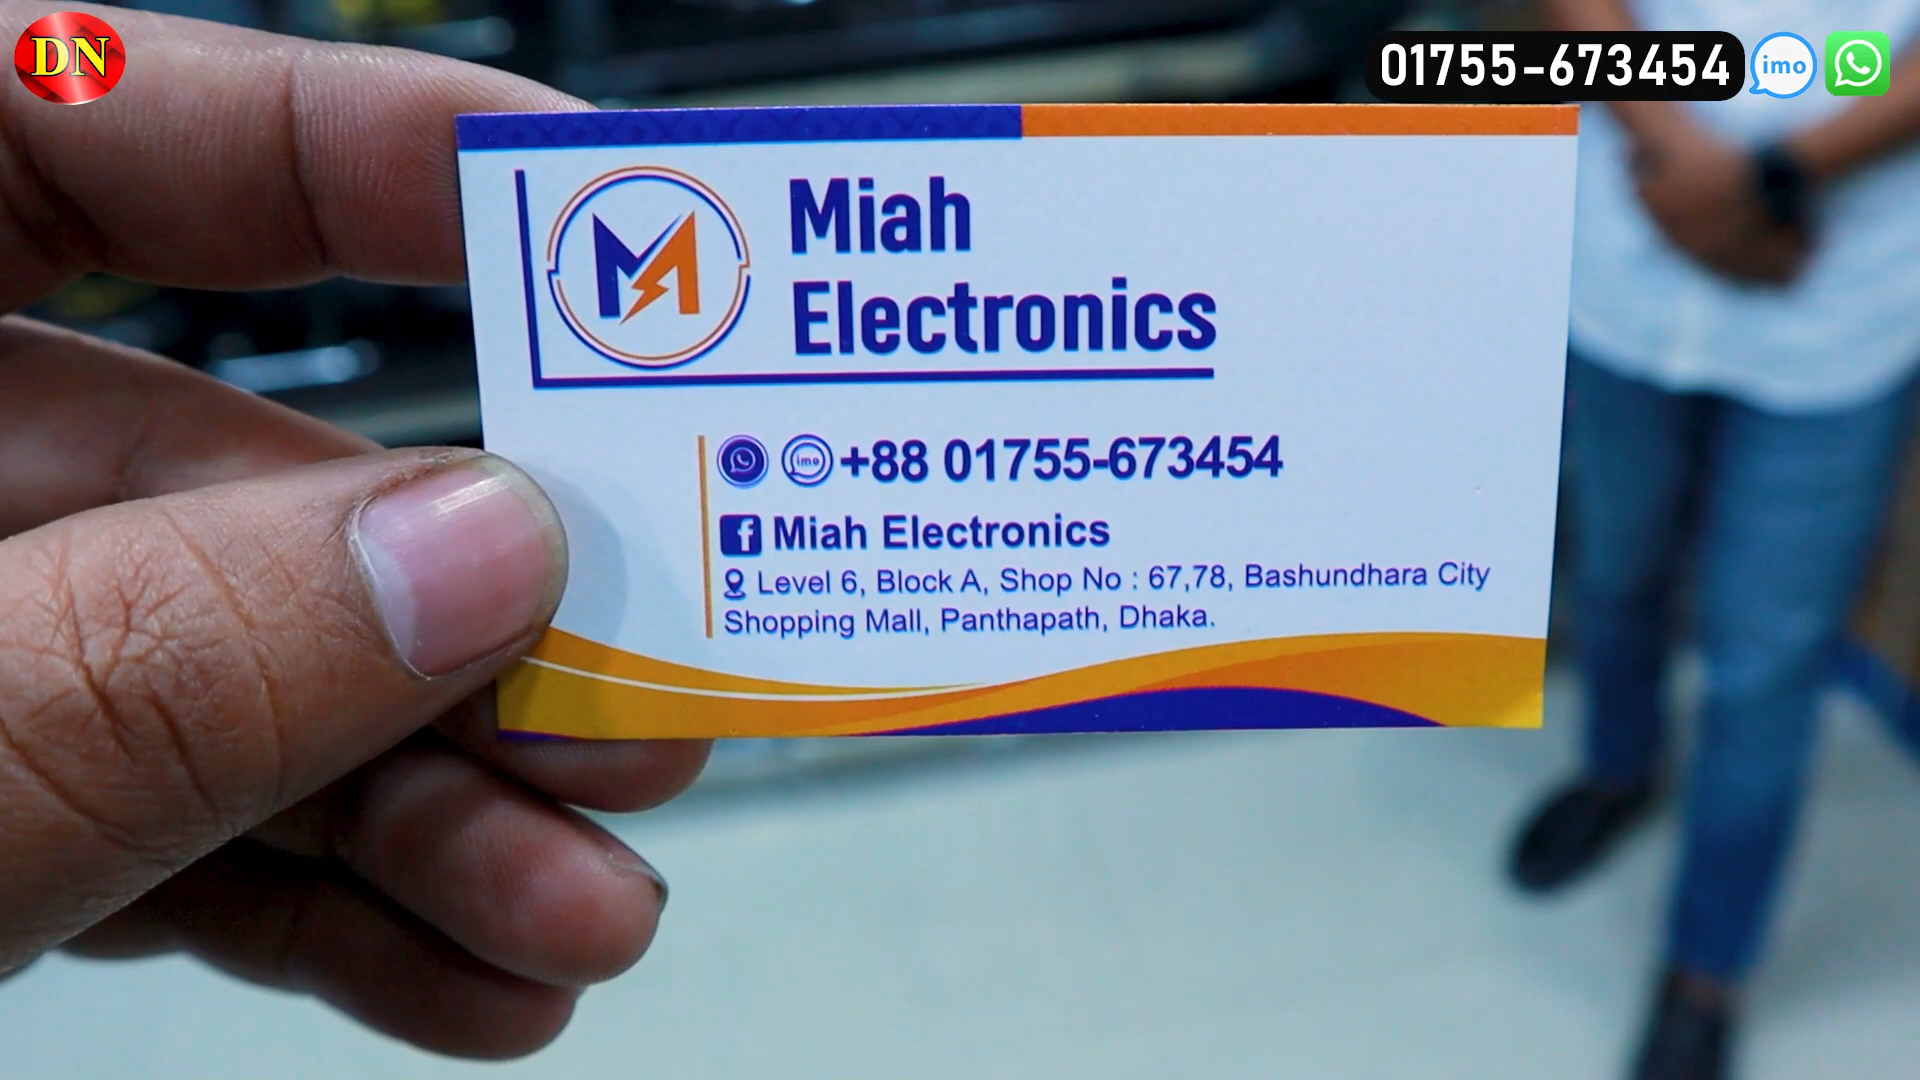 DN
01755-673454 imo
Miah
Electronics
imo +88 01755-673454
f Miah Electronics
Level 6, Block A, Shop No : 67,78, Bashundhara City
Shopping Mall, Panthapath, Dhaka.